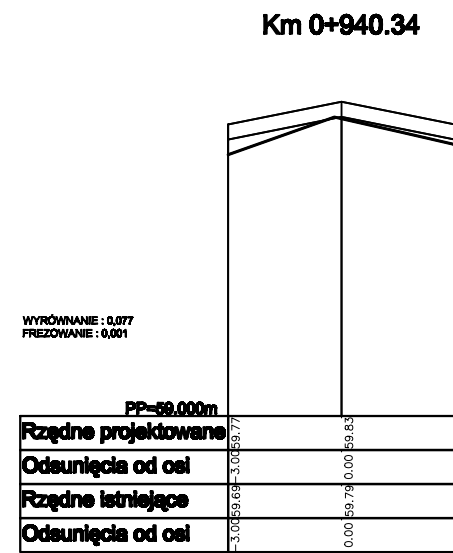 Km 0+940.34
WYRÓWNANIE : 0,077
FREZOWANIE : 0,001
PP=59.000m
Rzędne projektowane 59.77 59.83
Odsunięcia od osi -3.00 0.00
Rzędne istniejące 59.69 59.79
Odsunięcia od osi -3.00 0.00